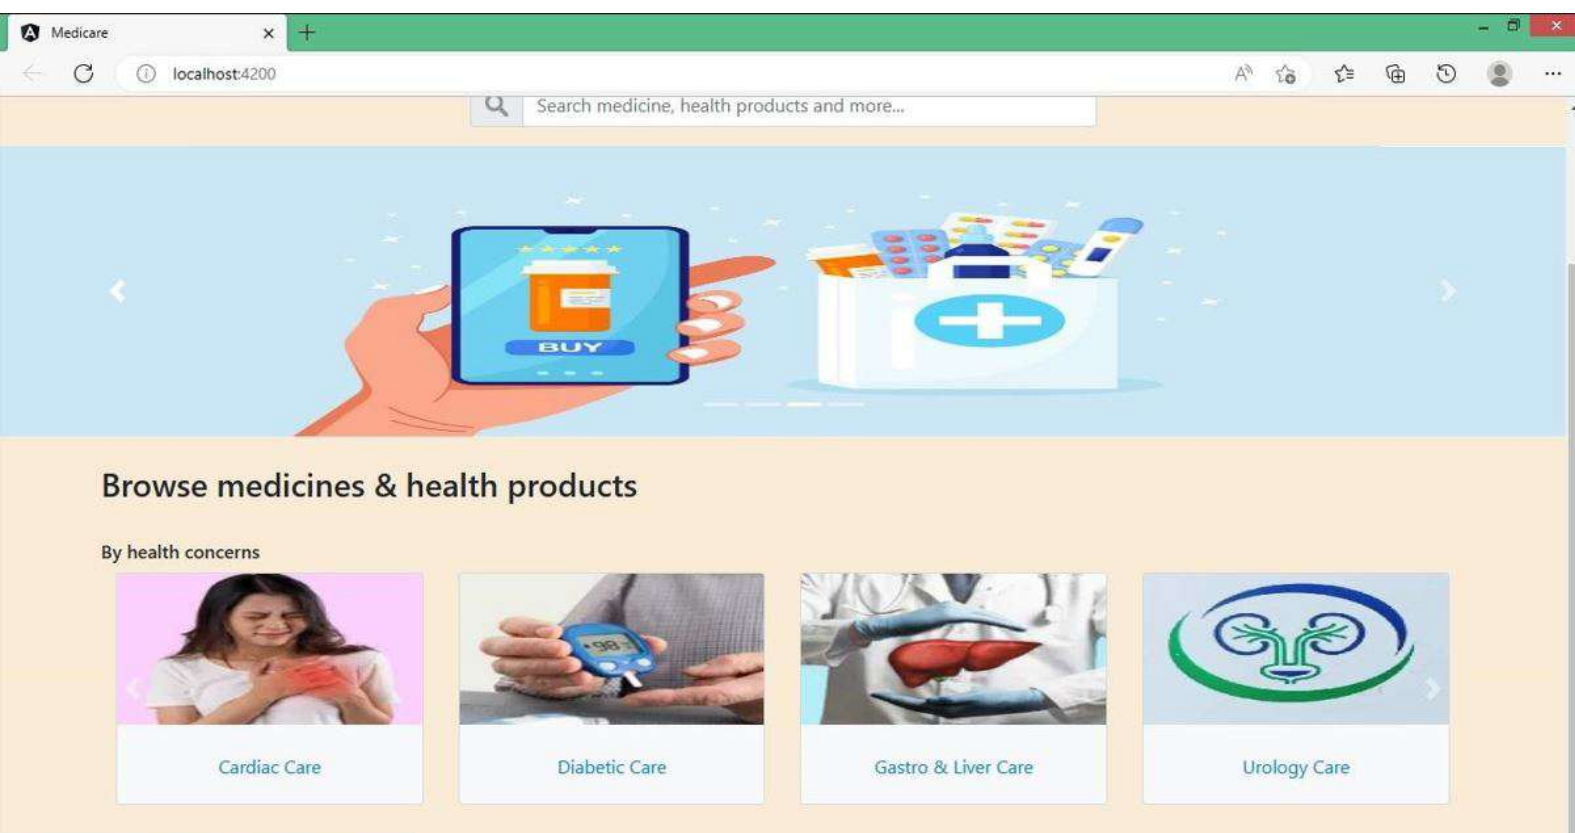 Medicare
localhost:4200
Search medicine, health products and more...
BUY
Browse medicines & health products
By health concerns
98
Cardiac Care
Diabetic Care
Gastro & Liver Care
Urology Care